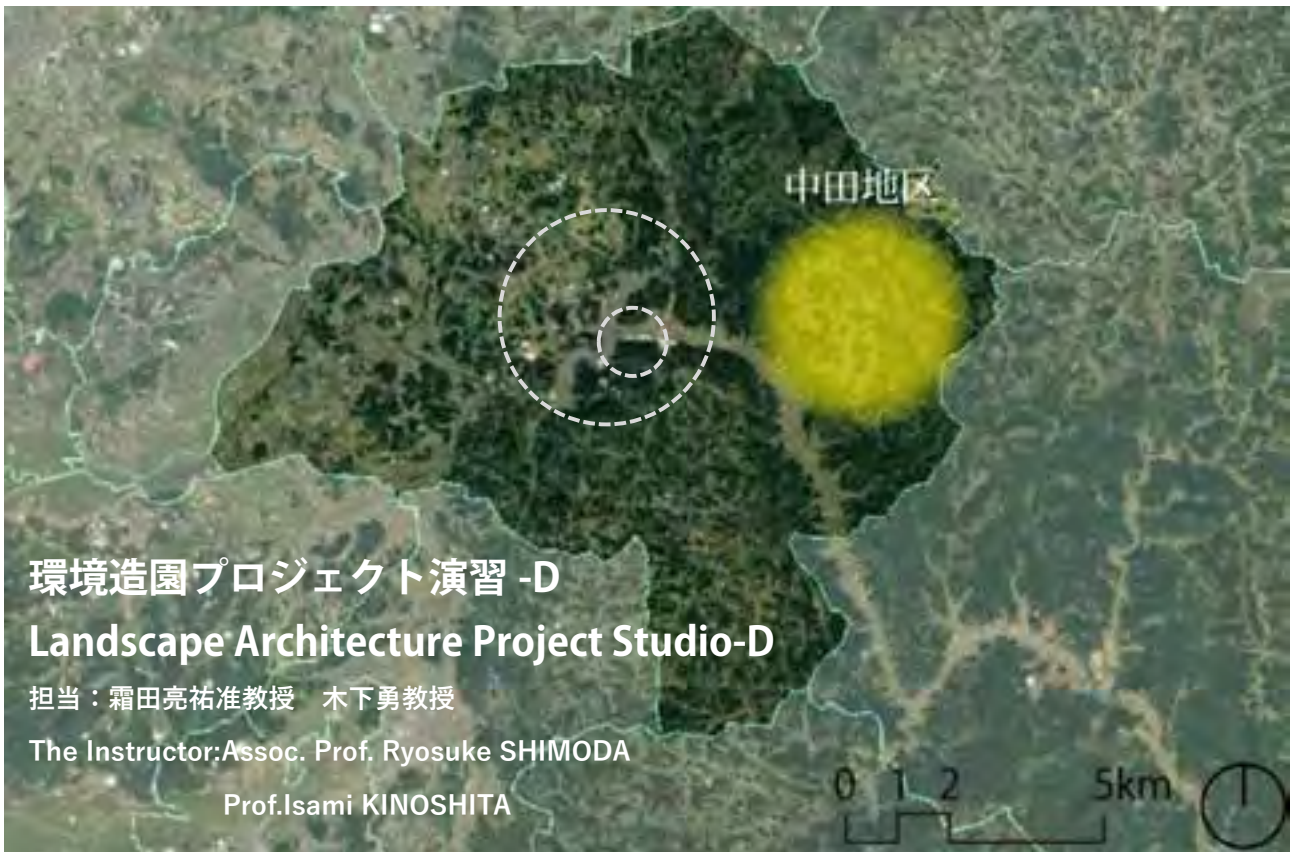 中田地区
環境造園プロジェクト演習 -D
Landscape Architecture Project Studio-D
担当：霜田亮祐准教授　木下勇教授
The Instructor:Assoc. Prof. Ryosuke SHIMODA
Prof.Isami KINOSHITA
0 1 2 5km